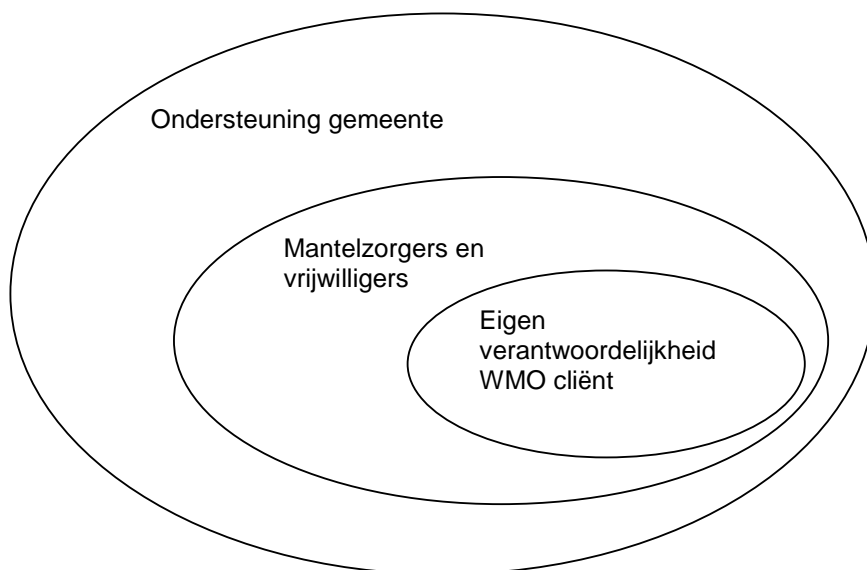 Ondersteuning gemeente
Mantelzorgers en
vrijwilligers
Eigen
verantwoordelijkheid
WMO cliënt